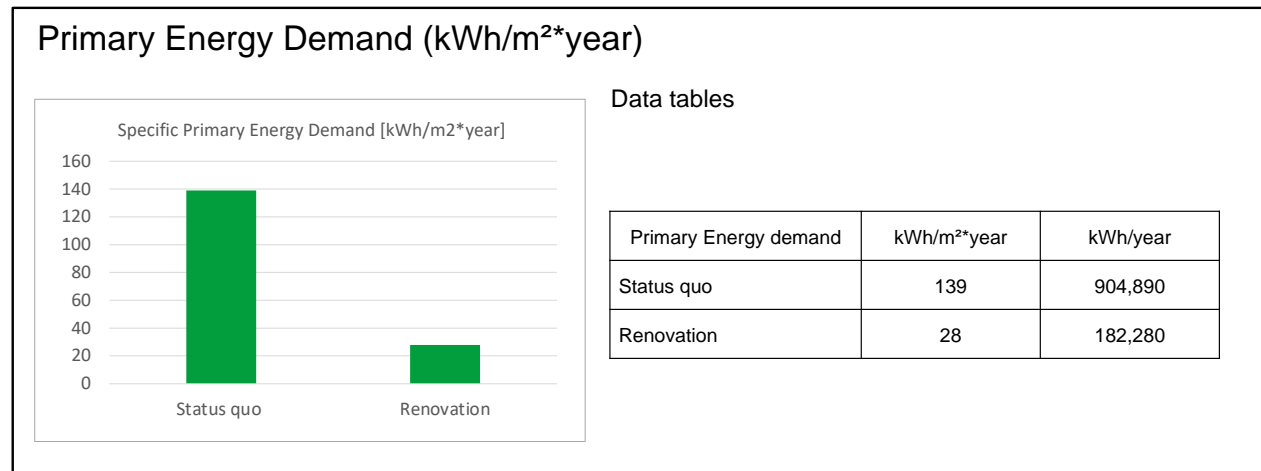 Primary Energy Demand (kWh/m²*year)
Data tables
Specific Primary Energy Demand [kWh/m2*year]
160
140
120
100
80
60
40
20
0
Status quo Renovation
Primary Energy demand kWh/m²*year kWh/year
Status quo 139 904,890
Renovation 28 182,280